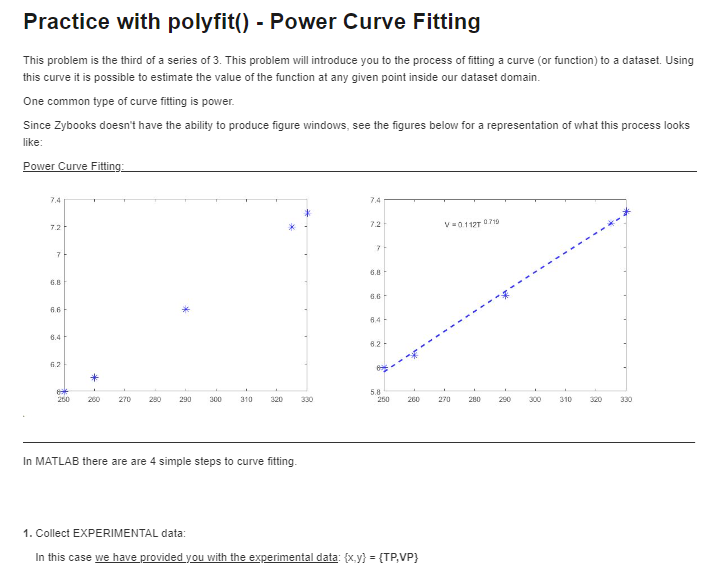 Practice with polyfit() - Power Curve Fitting
This problem is the third of a series of 3. This problem will introduce you to the process of fitting a curve (or function) to a dataset. Using
this curve it is possible to estimate the value of the function at any given point inside our dataset domain.
One common type of curve fitting is power.
Since Zybooks doesn't have the ability to produce figure windows, see the figures below for a representation of what this process looks
like:
Power Curve Fitting:
7.4
7.2
7
6.8
6.6
6.4
6.2
6
250 260 270 280 290 300 310 320 330
7.4
7.2
7
6.8
6.6
6.4
6.2
6
5.8
250 260 270 280 290 300 310 320 330
V = 0.112T 0.719
In MATLAB there are are 4 simple steps to curve fitting.
1. Collect EXPERIMENTAL data:
In this case we have provided you with the experimental data: {x,y} = {TP,VP}